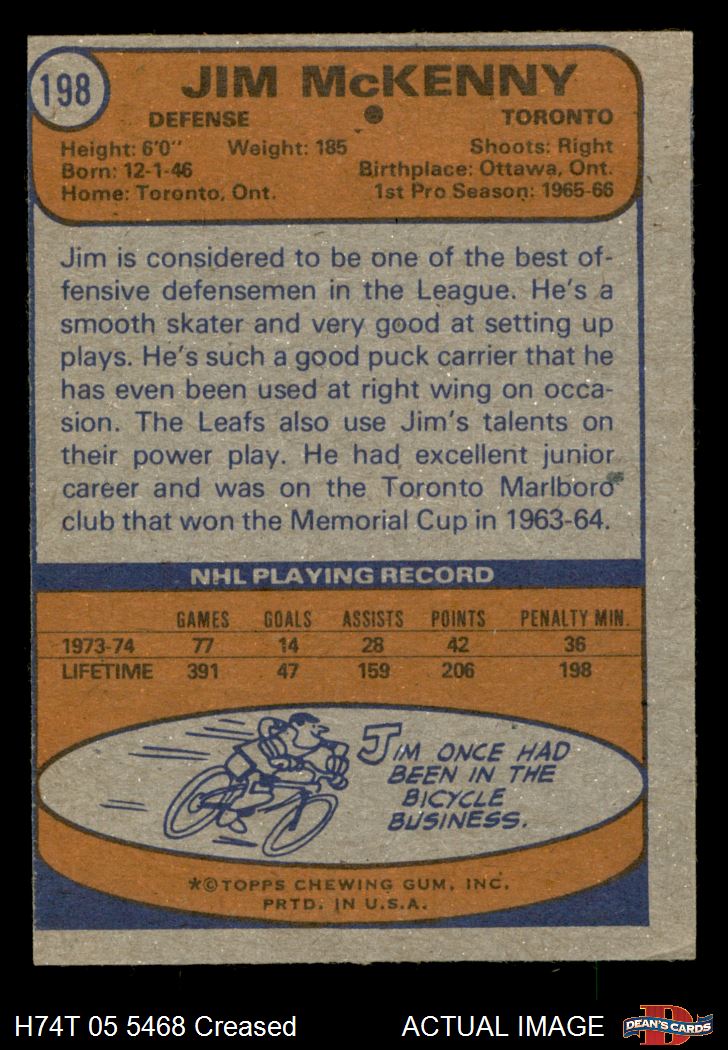 198
JIM McKENNY
DEFENSE
TORONTO
Height: 6'0" Weight: 185 Shoots: Right
Born: 12-1-46 Birthplace: Ottawa, Ont.
Home: Toronto, Ont. 1st Pro Season: 1965-66
Jim is considered to be one of the best of-
fensive defensemen in the League. He's a
smooth skater and very good at setting up
plays. He's such a good puck carrier that he
has even been used at right wing on occa-
sion. The Leafs also use Jim's talents on
their power play. He had excellent junior
career and was on the Toronto Marlboro
club that won the Memorial Cup in 1963-64.
NHL PLAYING RECORD
GAMES GOALS ASSISTS POINTS PENALTY MIN.
1973-74 77 14 28 42 36
LIFETIME 391 47 159 206 198
JIM ONCE HAD
BEEN IN THE
BICYCLE
BUSINESS.
*©TOPPS CHEWING GUM, INC.
PRTD. IN U.S.A.
H74T 05 5468 Creased
ACTUAL IMAGE
D
DEAN'S CARDS